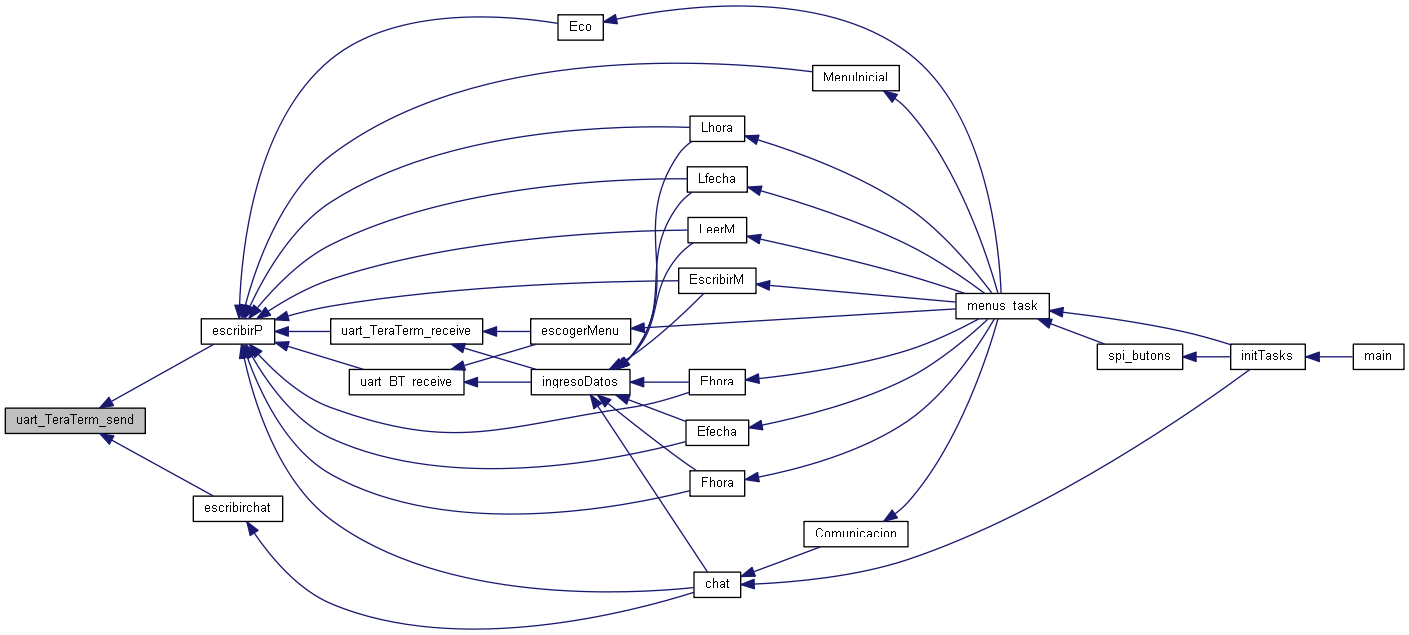 Eco
MenuInicial
Lhora
Lfecha
LeerM
EscribirM
menus_task
escribirP
uart_TeraTerm_receive
escogerMenu
spi_butons
initTasks
main
uart_BT_receive
ingresoDatos
Ehora
uart_TeraTerm_send
Efecha
Fhora
escribirchat
Comunicacion
chat